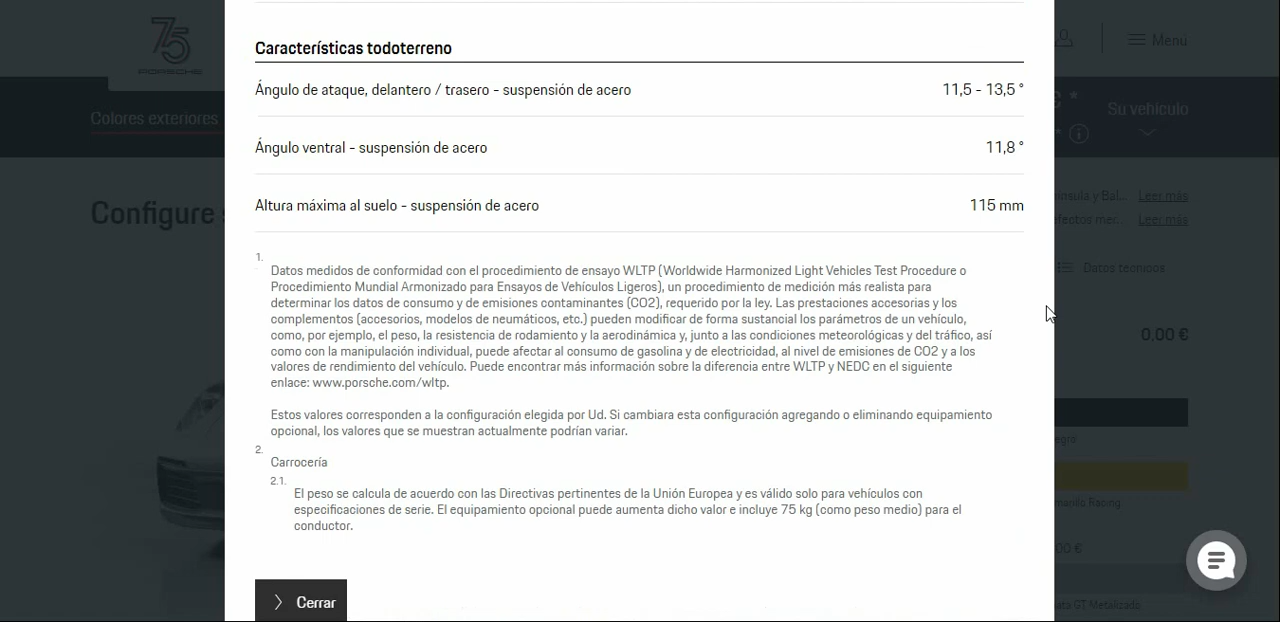 75
PORSCHE
Menú
Colores exteriores
Su vehículo
Configure
Leer más
Leer más
Datos técnicos
0,00 €
Características todoterreno
Ángulo de ataque, delantero / trasero - suspensión de acero
11,5 - 13,5 °
Ángulo ventral - suspensión de acero
11,8 °
Altura máxima al suelo - suspensión de acero
115 mm
1.
Datos medidos de conformidad con el procedimiento de ensayo WLTP (Worldwide Harmonized Light Vehicles Test Procedure o
Procedimiento Mundial Armonizado para Ensayos de Vehículos Ligeros), un procedimiento de medición más realista para
determinar los datos de consumo y de emisiones contaminantes (CO2), requerido por la ley. Las prestaciones accesorias y los
complementos (accesorios, modelos de neumáticos, etc.) pueden modificar de forma sustancial los parámetros de un vehículo,
como, por ejemplo, el peso, la resistencia de rodamiento y la aerodinámica y, junto a las condiciones meteorológicas y del tráfico, así
como con la manipulación individual, puede afectar al consumo de gasolina y de electricidad, al nivel de emisiones de CO2 y a los
valores de rendimiento del vehículo. Puede encontrar más información sobre la diferencia entre WLTP y NEDC en el siguiente
enlace: www.porsche.com/wltp.
Estos valores corresponden a la configuración elegida por Ud. Si cambiara esta configuración agregando o eliminando equipamiento
opcional, los valores que se muestran actualmente podrían variar.
2.
Carrocería
2.1.
El peso se calcula de acuerdo con las Directivas pertinentes de la Unión Europea y es válido solo para vehículos con
especificaciones de serie. El equipamiento opcional puede aumenta dicho valor e incluye 75 kg (como peso medio) para el
conductor.
Racing
GT Metalizado
Cerrar